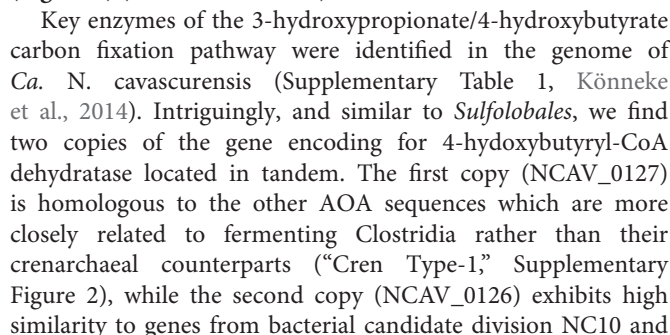 Key enzymes of the 3-hydroxypropionate/4-hydroxybutyrate
carbon fixation pathway were identified in the genome of
Ca. N. cavascurensis (Supplementary Table 1, Könneke
et al., 2014). Intriguingly, and similar to Sulfolobales, we find
two copies of the gene encoding for 4-hydoxybutyryl-CoA
dehydratase located in tandem. The first copy (NCAV_0127)
is homologous to the other AOA sequences which are more
closely related to fermenting Clostridia rather than their
crenarchaeal counterparts (“Cren Type-1,” Supplementary
Figure 2), while the second copy (NCAV_0126) exhibits high
similarity to genes from bacterial candidate division NC10 and